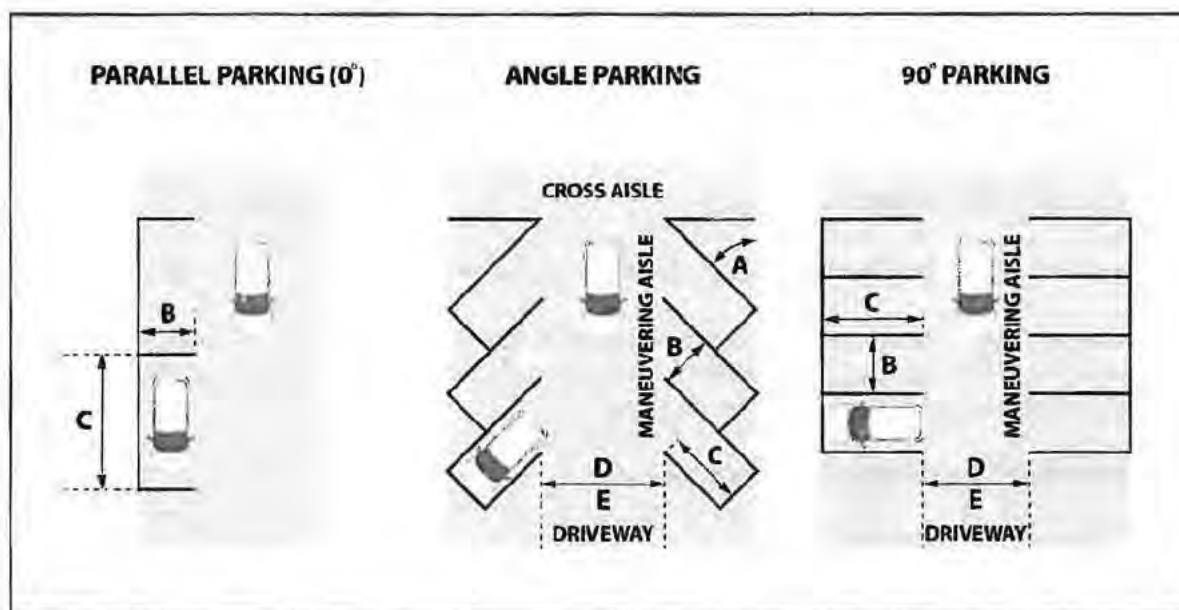 PARALLEL PARKING (0°)
ANGLE PARKING
90° PARKING
CROSS AISLE
MANEUVERING AISLE
A
B
C
B
C
D
E
DRIVEWAY
MANEUVERING AISLE
C
B
D
E
DRIVEWAY